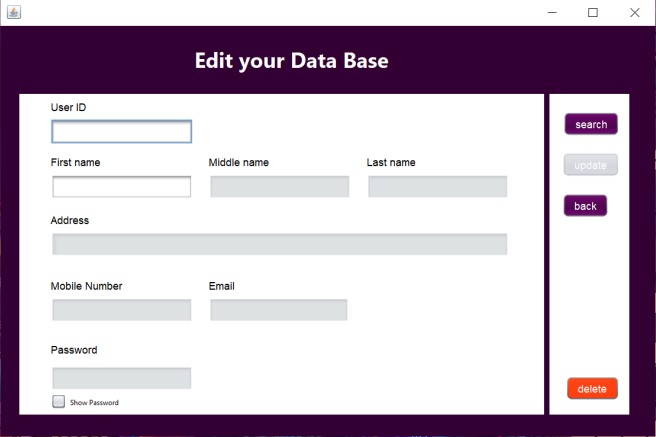 Edit your Data Base
User ID
First name Middle name Last name
Address
Mobile Number Email
Password
Show Password
search
update
back
delete